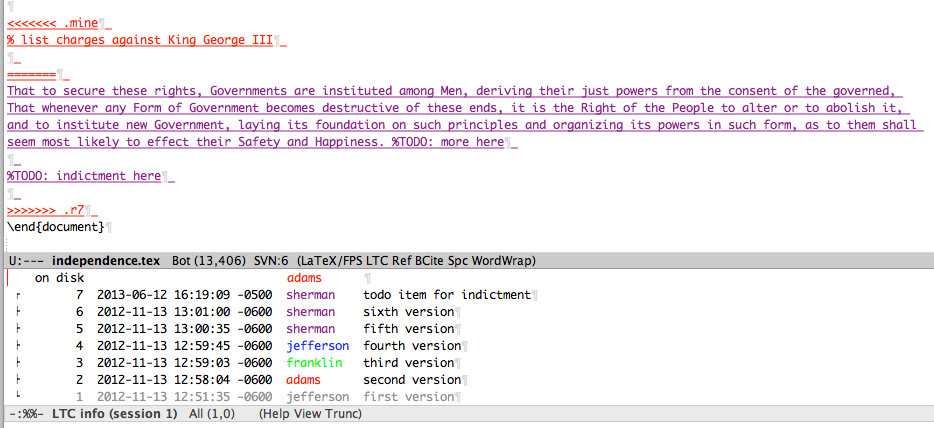 ¶
<<<<<<< .mine¶
% list charges against King George III¶
¶
=======¶
That to secure these rights, Governments are instituted among Men, deriving their just powers from the consent of the governed,
That whenever any Form of Government becomes destructive of these ends, it is the Right of the People to alter or to abolish it,
and to institute new Government, laying its foundation on such principles and organizing its powers in such form, as to them shall
seem most likely to effect their Safety and Happiness. %TODO: more here¶
¶
%TODO: indictment here¶
¶
>>>>>>> .r7¶
\end{document}¶
U:--- independence.tex Bot (13,406) SVN:6 (LaTeX/FPS LTC Ref BCite Spc WordWrap)
on disk adams ¶
7 2013-06-12 16:19:09 -0500 sherman todo item for indictment¶
6 2012-11-13 13:01:00 -0600 sherman sixth version¶
5 2012-11-13 13:00:35 -0600 sherman fifth version¶
4 2012-11-13 12:59:45 -0600 jefferson fourth version¶
3 2012-11-13 12:59:03 -0600 franklin third version¶
2 2012-11-13 12:58:04 -0600 adams second version¶
1 2012-11-13 12:51:35 -0600 jefferson first version¶
-:%%- LTC info (session 1) All (1,0) (Help View Trunc)